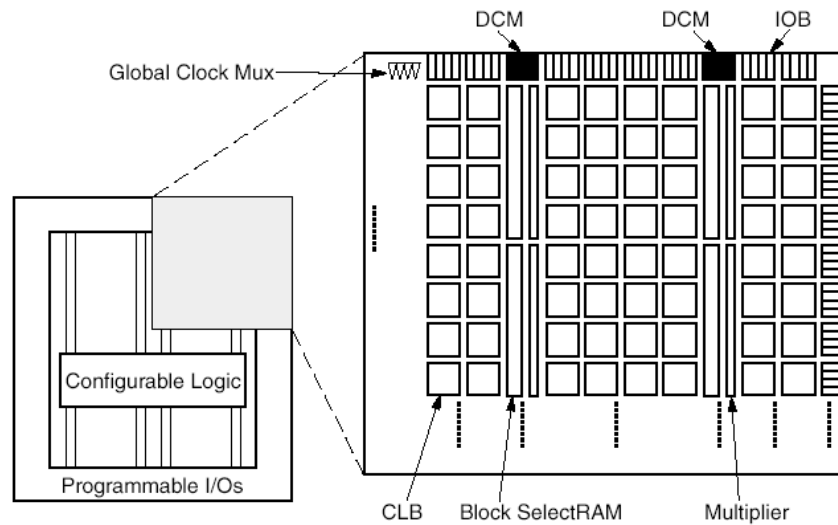 DCM
DCM
IOB
Global Clock Mux
Configurable Logic
Programmable I/Os
CLB
Block SelectRAM
Multiplier